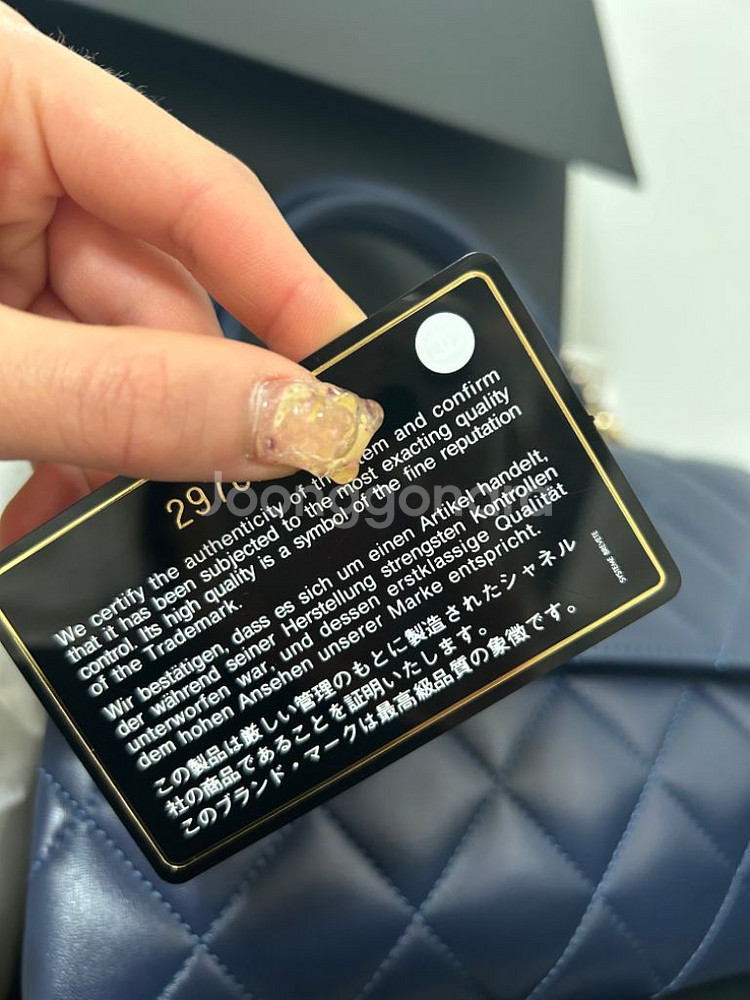 29
We certify the authenticity of em and confirm
that it has been subjected to the most exacting quality
control. Its high quality is a symbol of the fine reputation
of the Trademark.
Wir bestätigen, dass es sich um einen Artikel handelt,
der während seiner Herstellung strengsten Kontrollen
unterworfen war, und dessen erstklassige Qualität
dem hohen Ansehen unserer Marke entspricht.
この製品は厳しい管理のもとに製造されたシャネル
社の商品であることを証明いたします。
このブランド・マークは最高級品質の象徴です。
SYSTEME BREVETE
Joonggonara